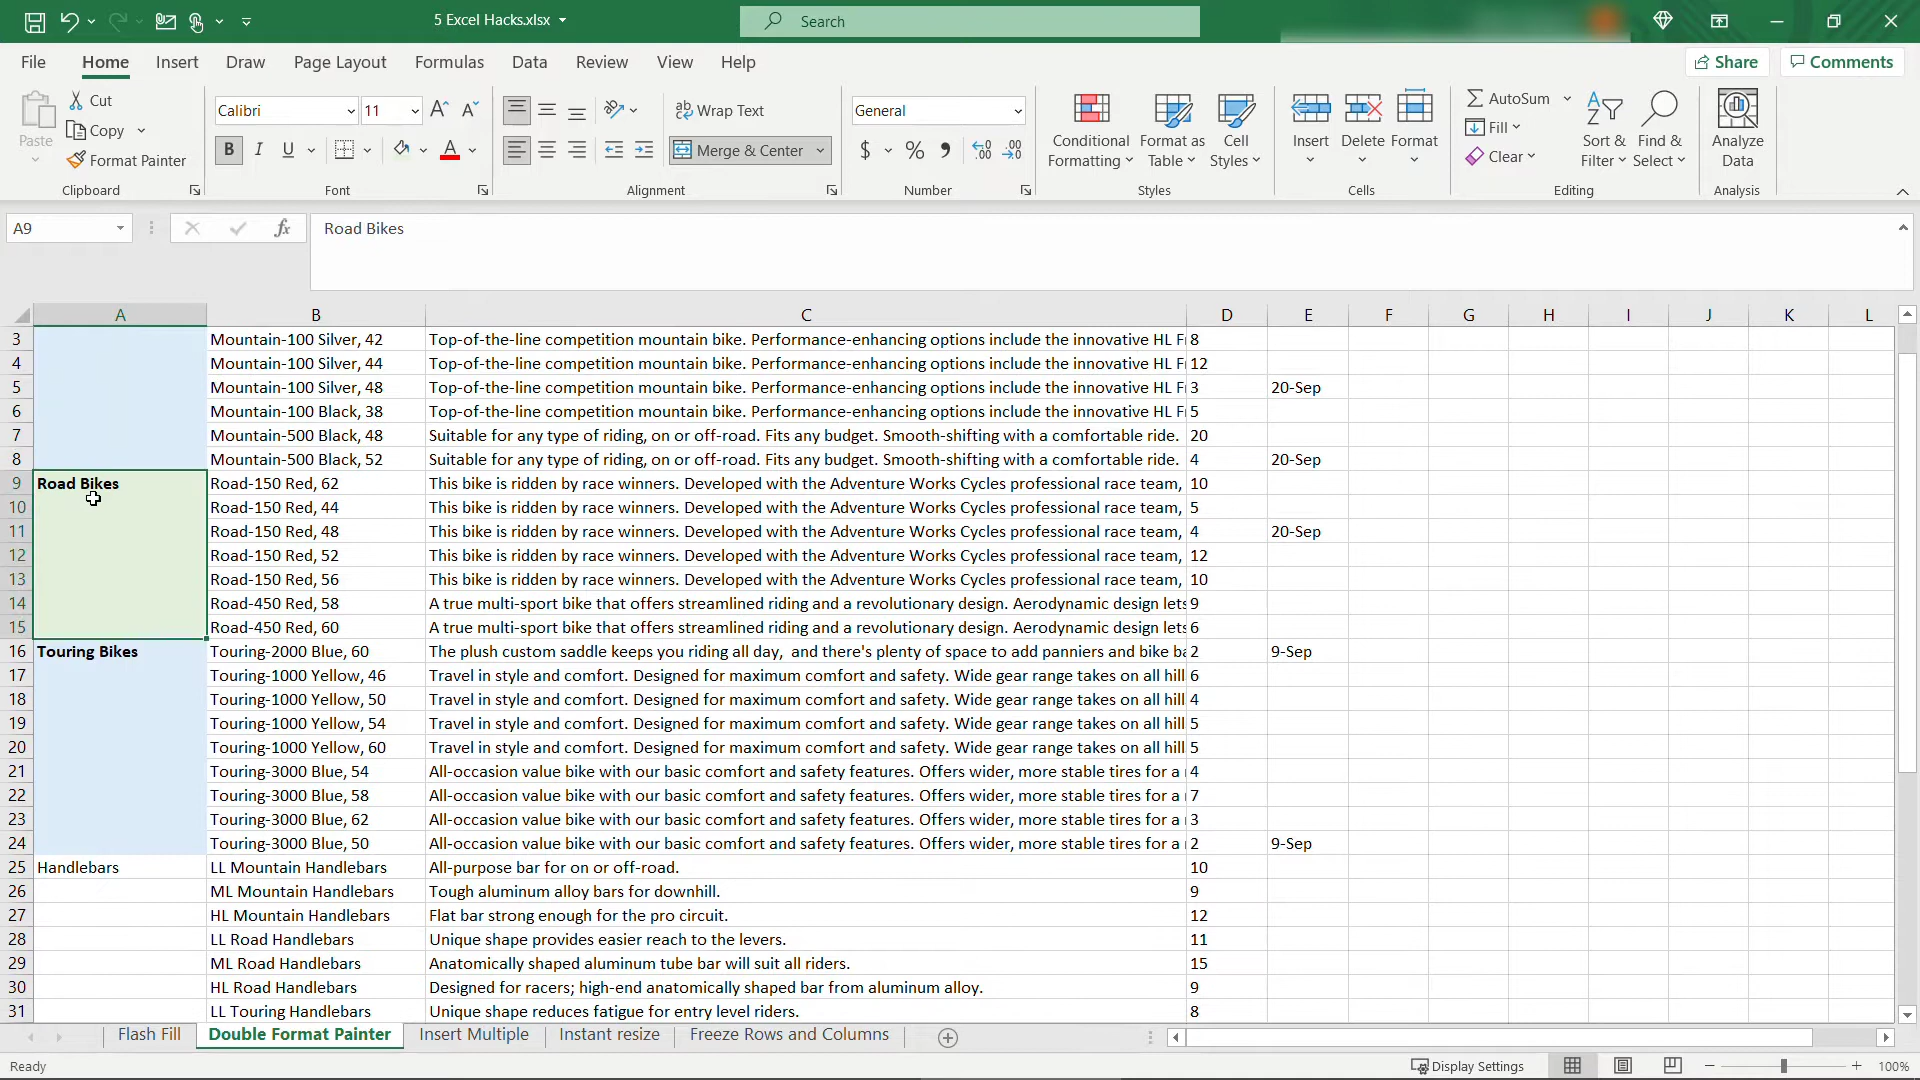 5 Excel Hacks.xlsx
Search
File Home Insert Draw Page Layout Formulas Data Review View Help
Share Comments
Paste
Cut
Copy
Format Painter
Clipboard
Calibri 11
B I U A
Font
Wrap Text
Merge & Center
Alignment
General
$ % ,
Number
Conditional Formatting
Format as Table
Cell Styles
Styles
Insert Delete Format
Cells
AutoSum
Fill
Clear
Sort & Filter
Find & Select
Editing
Analyze Data
Analysis
A9 fx Road Bikes
A B C D E F G H I J K L
3 Mountain-100 Silver, 42 Top-of-the-line competition mountain bike. Performance-enhancing options include the innovative HL F 8
4 Mountain-100 Silver, 44 Top-of-the-line competition mountain bike. Performance-enhancing options include the innovative HL F 12
5 Mountain-100 Silver, 48 Top-of-the-line competition mountain bike. Performance-enhancing options include the innovative HL F 3 20-Sep
6 Mountain-100 Black, 38 Top-of-the-line competition mountain bike. Performance-enhancing options include the innovative HL F 5
7 Mountain-500 Black, 48 Suitable for any type of riding, on or off-road. Fits any budget. Smooth-shifting with a comfortable ride. 20
8 Mountain-500 Black, 52 Suitable for any type of riding, on or off-road. Fits any budget. Smooth-shifting with a comfortable ride. 4 20-Sep
9 Road Bikes Road-150 Red, 62 This bike is ridden by race winners. Developed with the Adventure Works Cycles professional race team, 10
10 Road-150 Red, 44 This bike is ridden by race winners. Developed with the Adventure Works Cycles professional race team, 5
11 Road-150 Red, 48 This bike is ridden by race winners. Developed with the Adventure Works Cycles professional race team, 4 20-Sep
12 Road-150 Red, 52 This bike is ridden by race winners. Developed with the Adventure Works Cycles professional race team, 12
13 Road-150 Red, 56 This bike is ridden by race winners. Developed with the Adventure Works Cycles professional race team, 10
14 Road-450 Red, 58 A true multi-sport bike that offers streamlined riding and a revolutionary design. Aerodynamic design lets 9
15 Road-450 Red, 60 A true multi-sport bike that offers streamlined riding and a revolutionary design. Aerodynamic design lets 6
16 Touring Bikes Touring-2000 Blue, 60 The plush custom saddle keeps you riding all day, and there's plenty of space to add panniers and bike ba 2 9-Sep
17 Touring-1000 Yellow, 46 Travel in style and comfort. Designed for maximum comfort and safety. Wide gear range takes on all hill 6
18 Touring-1000 Yellow, 50 Travel in style and comfort. Designed for maximum comfort and safety. Wide gear range takes on all hill 4
19 Touring-1000 Yellow, 54 Travel in style and comfort. Designed for maximum comfort and safety. Wide gear range takes on all hill 5
20 Touring-1000 Yellow, 60 Travel in style and comfort. Designed for maximum comfort and safety. Wide gear range takes on all hill 5
21 Touring-3000 Blue, 54 All-occasion value bike with our basic comfort and safety features. Offers wider, more stable tires for a 4
22 Touring-3000 Blue, 58 All-occasion value bike with our basic comfort and safety features. Offers wider, more stable tires for a 7
23 Touring-3000 Blue, 62 All-occasion value bike with our basic comfort and safety features. Offers wider, more stable tires for a 3
24 Touring-3000 Blue, 50 All-occasion value bike with our basic comfort and safety features. Offers wider, more stable tires for a 2 9-Sep
25 Handlebars LL Mountain Handlebars All-purpose bar for on or off-road. 10
26 ML Mountain Handlebars Tough aluminum alloy bars for downhill. 9
27 HL Mountain Handlebars Flat bar strong enough for the pro circuit. 12
28 LL Road Handlebars Unique shape provides easier reach to the levers. 11
29 ML Road Handlebars Anatomically shaped aluminum tube bar will suit all riders. 15
30 HL Road Handlebars Designed for racers; high-end anatomically shaped bar from aluminum alloy. 9
31 LL Touring Handlebars Unique shape reduces fatigue for entry level riders. 8
Flash Fill Double Format Painter Insert Multiple Instant resize Freeze Rows and Columns
Ready Display Settings 100%